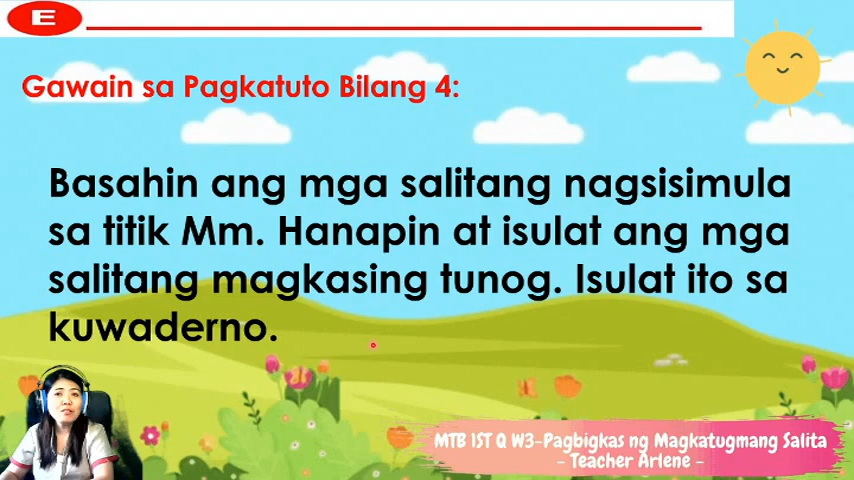 E
Gawain sa Pagkatuto Bilang 4:
Basahin ang mga salitang nagsisimula
sa titik Mm. Hanapin at isulat ang mga
salitang magkasing tunog. Isulat ito sa
kuwaderno.
MTB 1ST Q W3-Pagbigkas ng Magkatugmang Salita
- Teacher Arlene -